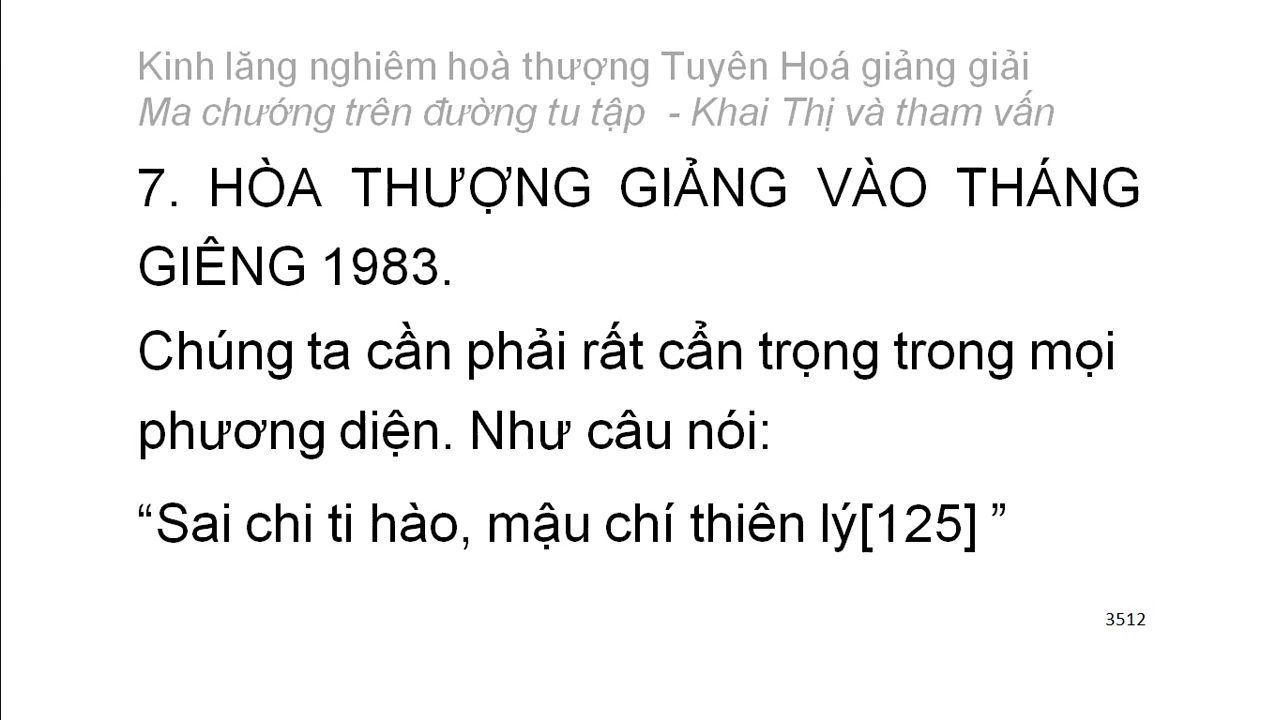 Kinh lăng nghiêm hoà thượng Tuyên Hoá giảng giải
Ma chướng trên đường tu tập - Khai Thị và tham vấn
7. HÒA THƯỢNG GIẢNG VÀO THÁNG
GIÊNG 1983.
Chúng ta cần phải rất cẩn trọng trong mọi
phương diện. Như câu nói:
“Sai chi ti hào, mậu chí thiên lý[125] ”
3512